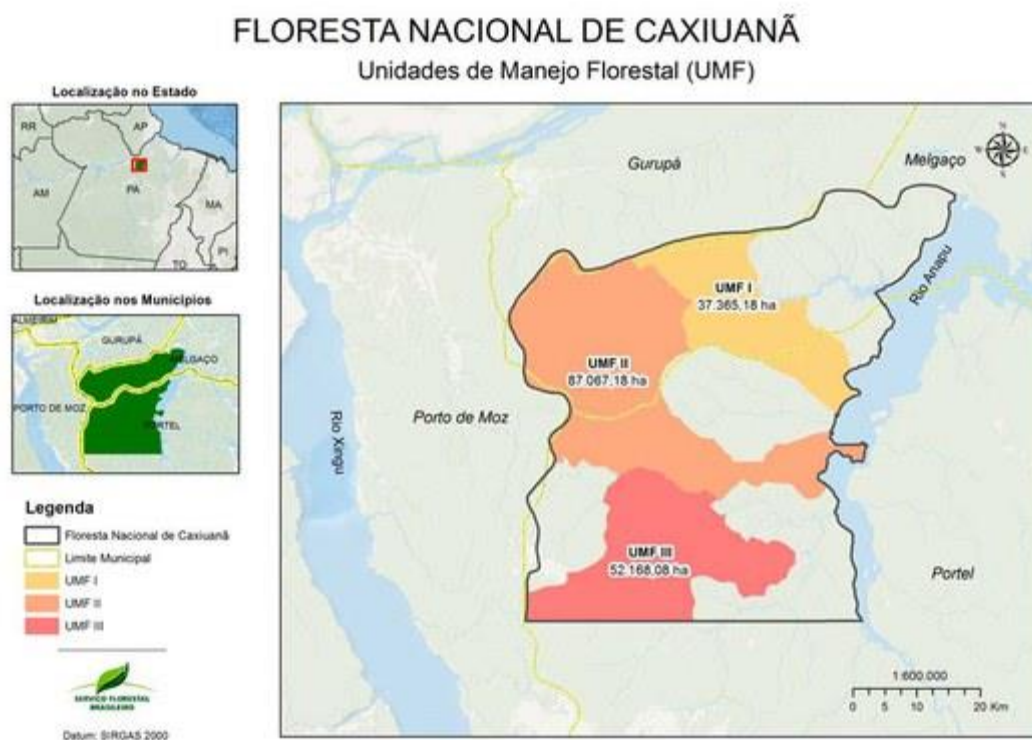 FLORESTA NACIONAL DE CAXIUANÃ
Unidades de Manejo Florestal (UMF)
Localização no Estado
RR
AP
AM
PA
MA
PI
TO
Localização nos Municípios
ALMEIRIM
GURUPÁ
MELGAÇO
PORTO DE MOZ
PORTEL
Legenda
Floresta Nacional de Caxiuanã
Limite Municipal
UMF I
UMF II
UMF III
SERVIÇO FLORESTAL
BRASILEIRO
Datum: SIRGAS 2000
Gurupá
Melgaço
N
W
E
S
Rio Anapu
UMF I
37.365,18 ha
UMF II
87.067,18 ha
Porto de Moz
Rio Xingu
UMF III
52.168,08 ha
Portel
1:600.000
0 5 10 20 Km